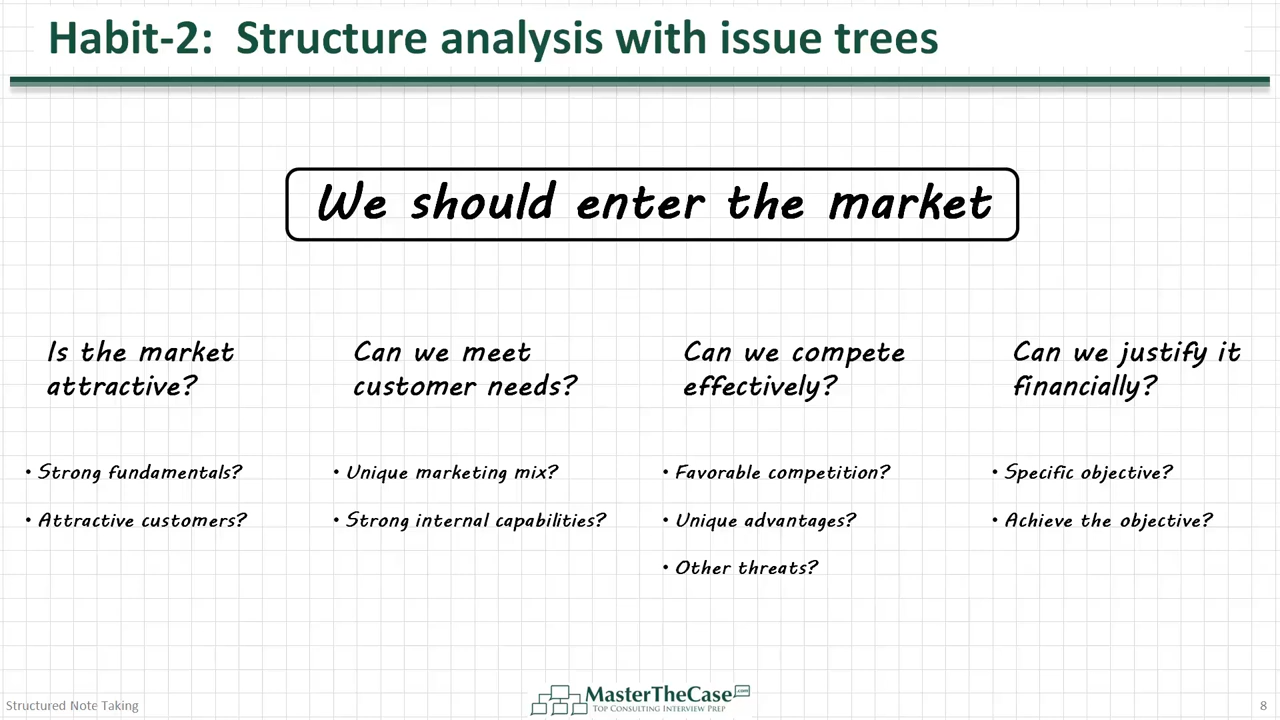 Habit-2: Structure analysis with issue trees
We should enter the market
Is the market
attractive?
• Strong fundamentals?
• Attractive customers?
Can we meet
customer needs?
• Unique marketing mix?
• Strong internal capabilities?
Can we compete
effectively?
• Favorable competition?
• Unique advantages?
• Other threats?
Can we justify it
financially?
• Specific objective?
• Achieve the objective?
Structured Note Taking
MasterTheCase.com
Top Consulting Interview Prep
8